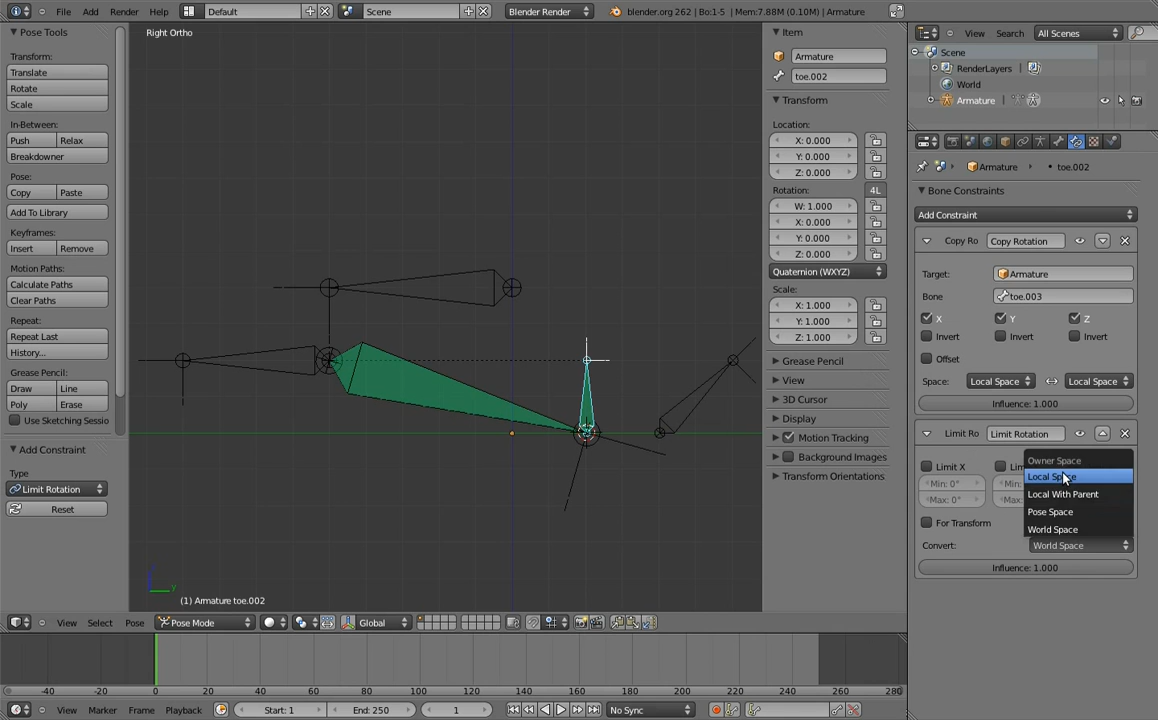 File Add Render Help Default Scene Blender Render blender.org 262 | Bo:1-5 | Mem:7.88M (0.10M) | Armature
Pose Tools
Transform:
Translate
Rotate
Scale
In-Between:
Push Relax
Breakdowner
Pose:
Copy Paste
Add To Library
Keyframes:
Insert Remove
Motion Paths:
Calculate Paths
Clear Paths
Repeat:
Repeat Last
History...
Grease Pencil:
Draw Line
Poly Erase
Use Sketching Sessio
Add Constraint
Type
Limit Rotation
Reset
Right Ortho
(1) Armature toe.002
Item
Armature
toe.002
Transform
Location:
X: 0.000
Y: 0.000
Z: 0.000
Rotation:
4L
W: 1.000
X: 0.000
Y: 0.000
Z: 0.000
Quaternion (WXYZ)
Scale:
X: 1.000
Y: 1.000
Z: 1.000
Grease Pencil
View
3D Cursor
Display
Motion Tracking
Background Images
Transform Orientations
View Search All Scenes
Scene
RenderLayers |
World
Armature |
Armature toe.002
Bone Constraints
Add Constraint
Copy Ro Copy Rotation
Target: Armature
Bone toe.003
X Y Z
Invert Invert Invert
Offset
Space: Local Space Local Space
Influence: 1.000
Limit Ro Limit Rotation
Owner Space
Local Space
Local With Parent
Pose Space
World Space
Limit X
Min: 0°
Max: 0°
For Transform
Convert: World Space
Influence: 1.000
View Select Pose Pose Mode Global
-40 -20 0 20 40 60 80 100 120 140 160 180 200 220 240 260 280
View Marker Frame Playback Start: 1 End: 250 1 No Sync